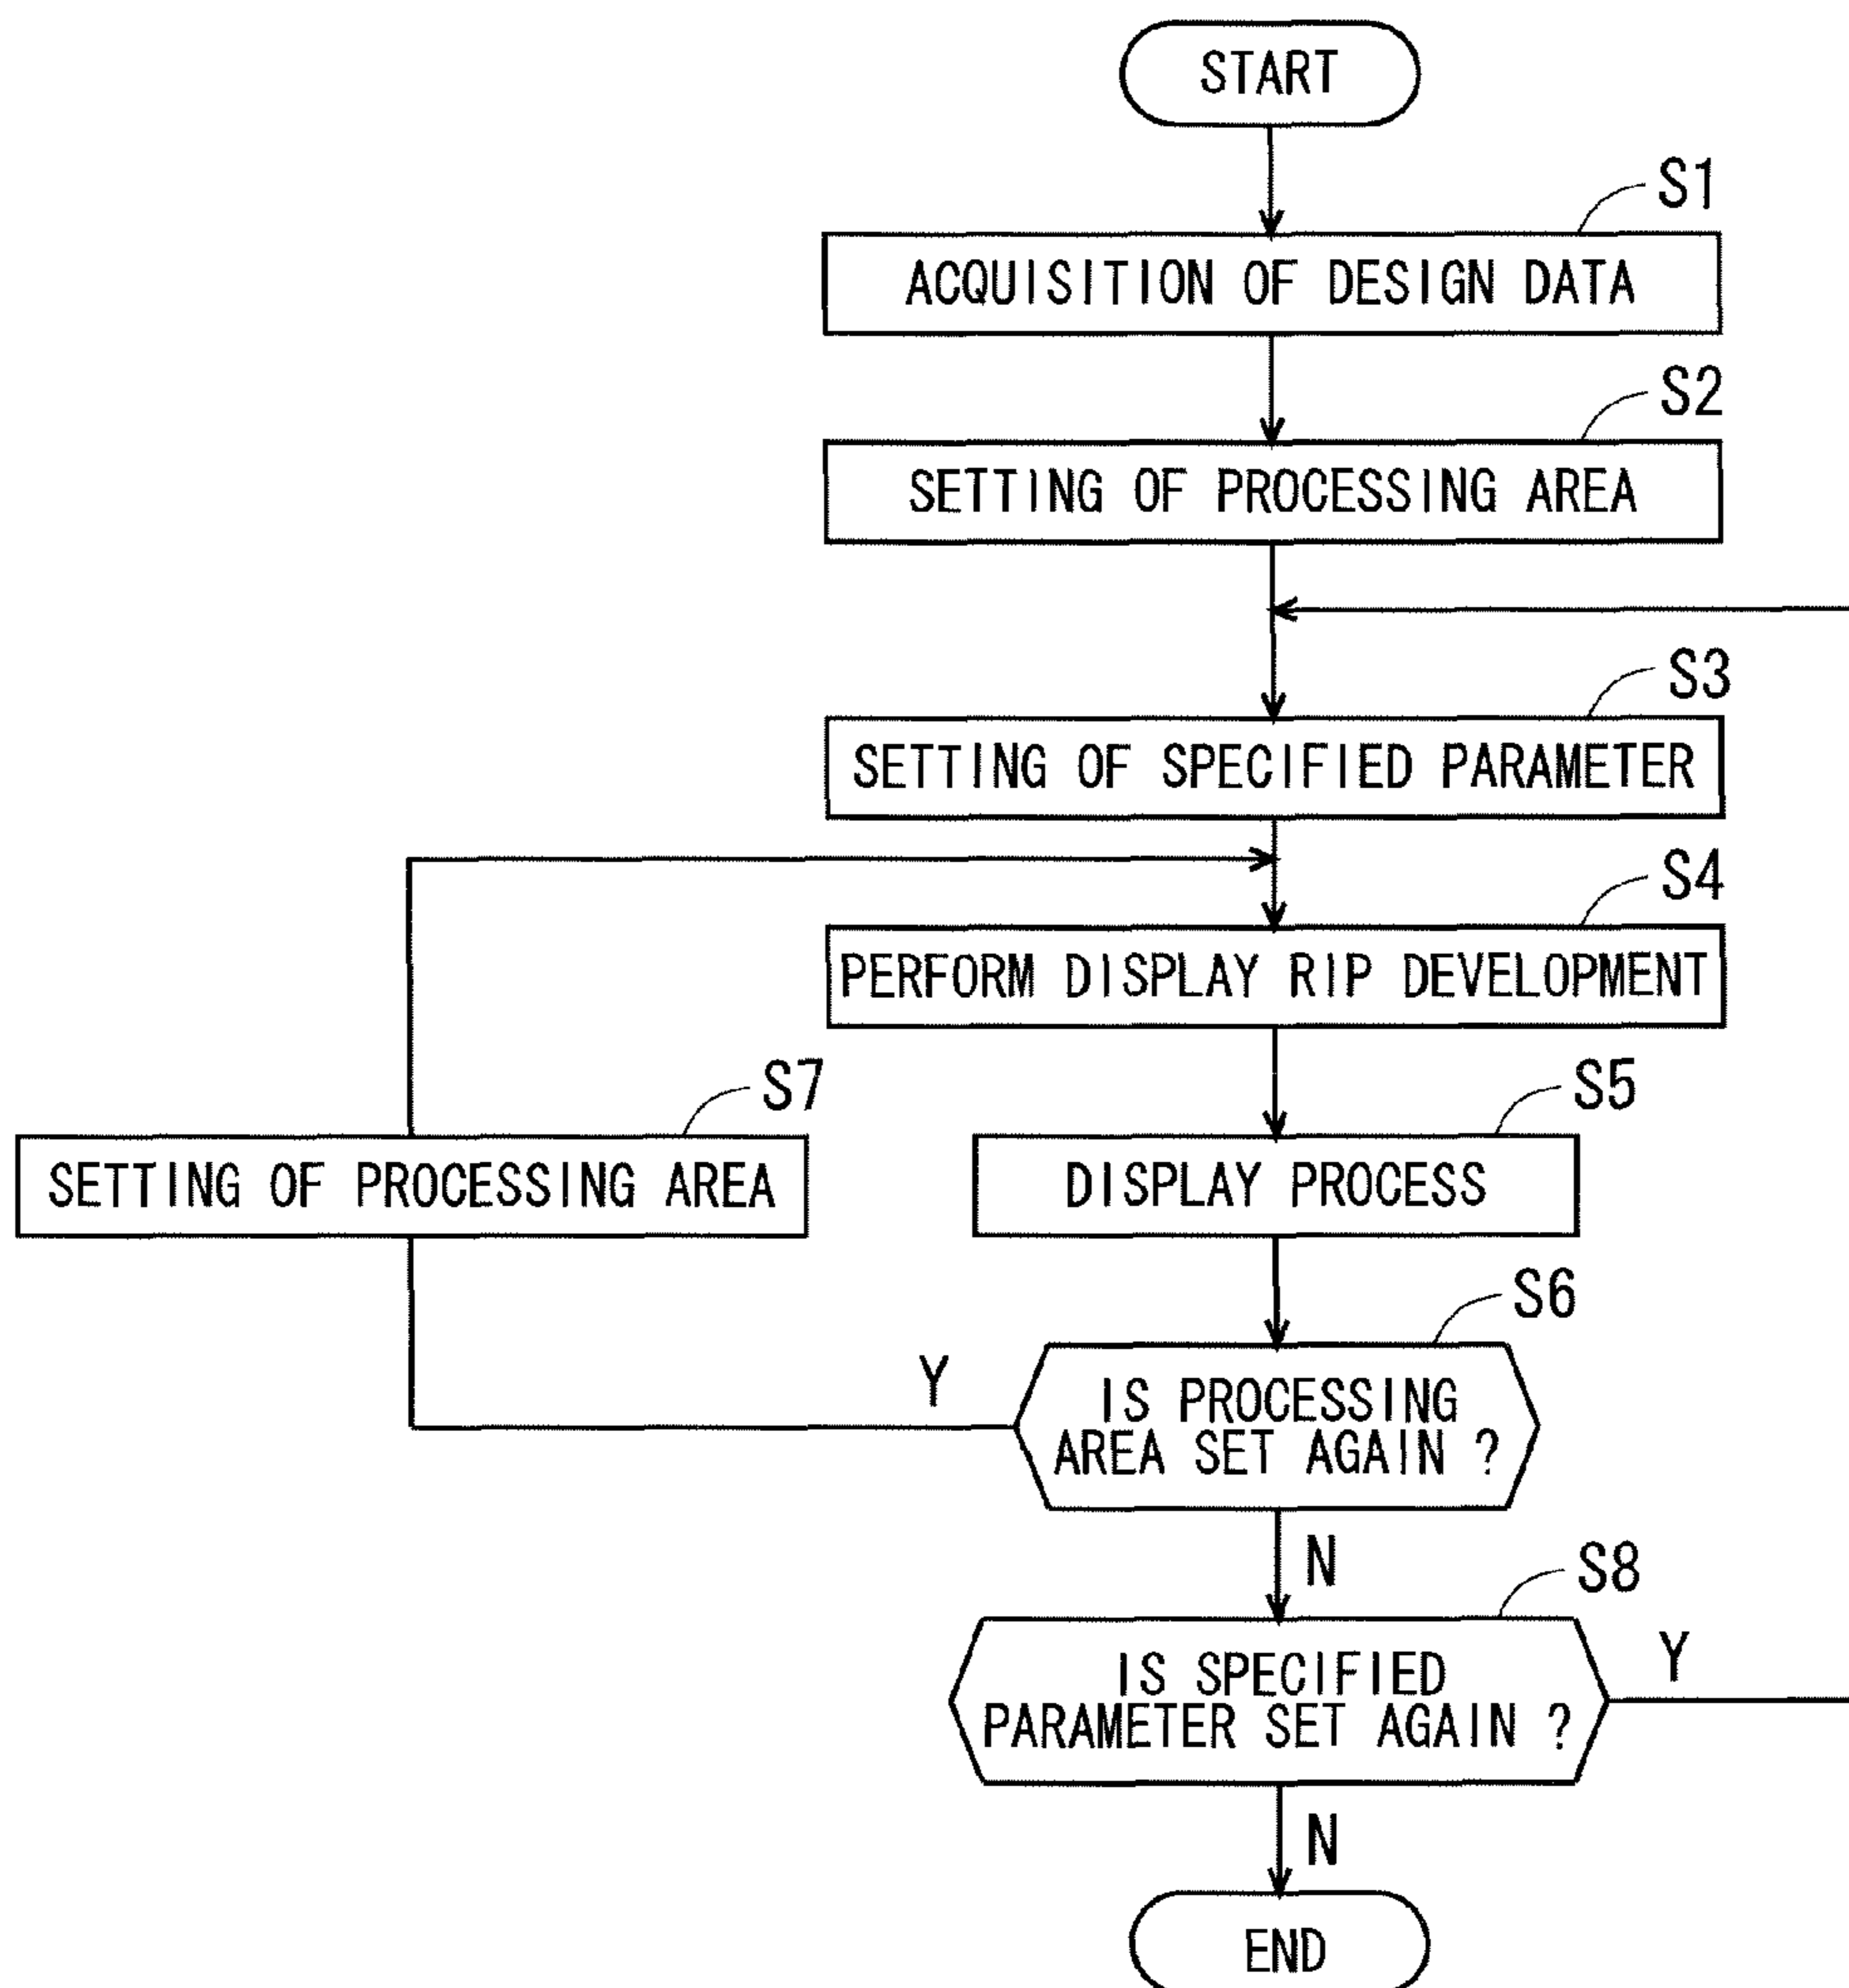 START
S1
ACQUISITION OF DESIGN DATA
S2
SETTING OF PROCESSING AREA
S3
SETTING OF SPECIFIED PARAMETER
S4
PERFORM DISPLAY RIP DEVELOPMENT
S7
SETTING OF PROCESSING AREA
S5
DISPLAY PROCESS
S6
Y
IS PROCESSING
AREA SET AGAIN ?
N
S8
IS SPECIFIED
PARAMETER SET AGAIN ?
Y
N
END